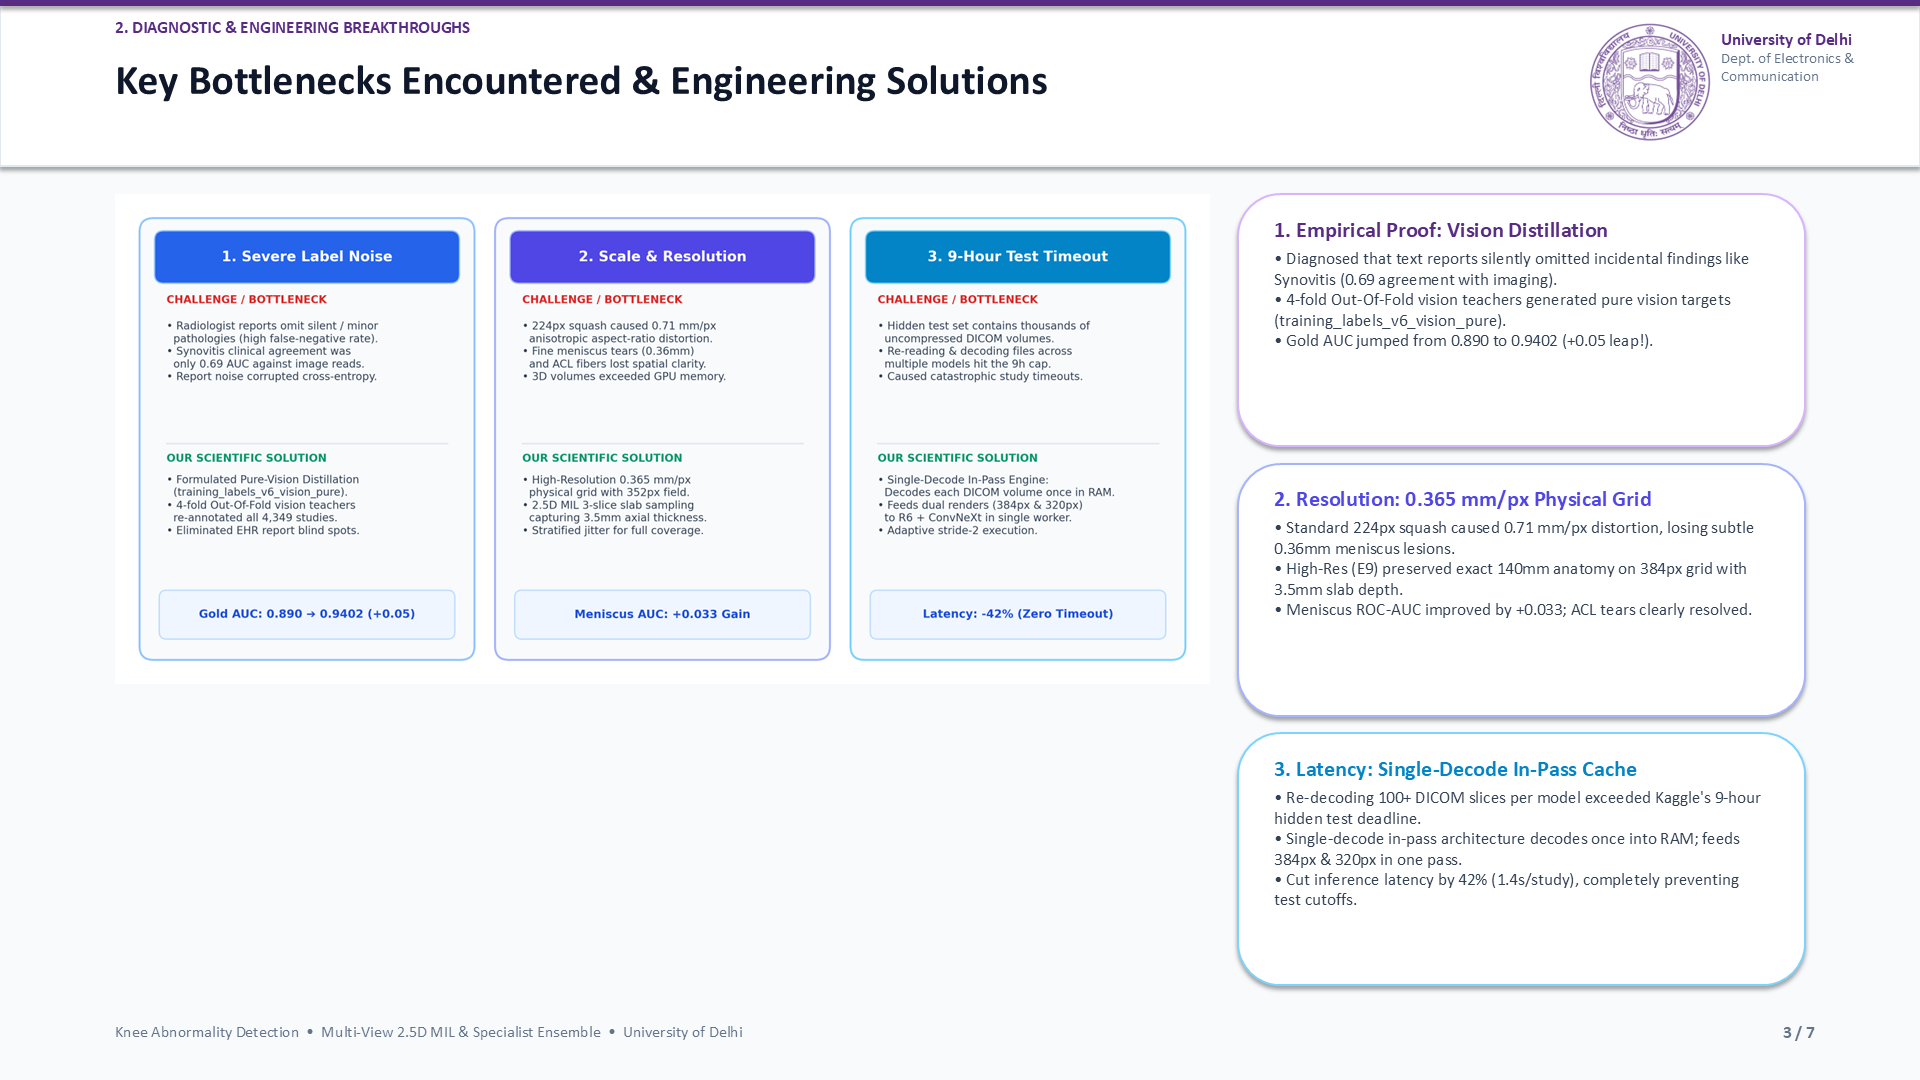 2. DIAGNOSTIC & ENGINEERING BREAKTHROUGHS
Key Bottlenecks Encountered & Engineering Solutions
UNIVERSITY OF DELHI
दिल्ली विश्वविद्यालय
निष्ठा धृति: सत्यम्
University of Delhi
Dept. of Electronics &
Communication
1. Severe Label Noise
CHALLENGE / BOTTLENECK
• Radiologist reports omit silent / minor
pathologies (high false-negative rate).
• Synovitis clinical agreement was
only 0.69 AUC against image reads.
• Report noise corrupted cross-entropy.
OUR SCIENTIFIC SOLUTION
• Formulated Pure-Vision Distillation
(training_labels_v6_vision_pure).
• 4-fold Out-Of-Fold vision teachers
re-annotated all 4,349 studies.
• Eliminated EHR report blind spots.
Gold AUC: 0.890 → 0.9402 (+0.05)
2. Scale & Resolution
CHALLENGE / BOTTLENECK
• 224px squash caused 0.71 mm/px
anisotropic aspect-ratio distortion.
• Fine meniscus tears (0.36mm)
and ACL fibers lost spatial clarity.
• 3D volumes exceeded GPU memory.
OUR SCIENTIFIC SOLUTION
• High-Resolution 0.365 mm/px
physical grid with 352px field.
• 2.5D MIL 3-slice slab sampling
capturing 3.5mm axial thickness.
• Stratified jitter for full coverage.
Meniscus AUC: +0.033 Gain
3. 9-Hour Test Timeout
CHALLENGE / BOTTLENECK
• Hidden test set contains thousands of
uncompressed DICOM volumes.
• Re-reading & decoding files across
multiple models hit the 9h cap.
• Caused catastrophic study timeouts.
OUR SCIENTIFIC SOLUTION
• Single-Decode In-Pass Engine:
Decodes each DICOM volume once in RAM.
• Feeds dual renders (384px & 320px)
to R6 + ConvNeXt in single worker.
• Adaptive stride-2 execution.
Latency: -42% (Zero Timeout)
1. Empirical Proof: Vision Distillation
• Diagnosed that text reports silently omitted incidental findings like
Synovitis (0.69 agreement with imaging).
• 4-fold Out-Of-Fold vision teachers generated pure vision targets
(training_labels_v6_vision_pure).
• Gold AUC jumped from 0.890 to 0.9402 (+0.05 leap!).
2. Resolution: 0.365 mm/px Physical Grid
• Standard 224px squash caused 0.71 mm/px distortion, losing subtle
0.36mm meniscus lesions.
• High-Res (E9) preserved exact 140mm anatomy on 384px grid with
3.5mm slab depth.
• Meniscus ROC-AUC improved by +0.033; ACL tears clearly resolved.
3. Latency: Single-Decode In-Pass Cache
• Re-decoding 100+ DICOM slices per model exceeded Kaggle's 9-hour
hidden test deadline.
• Single-decode in-pass architecture decodes once into RAM; feeds
384px & 320px in one pass.
• Cut inference latency by 42% (1.4s/study), completely preventing
test cutoffs.
Knee Abnormality Detection • Multi-View 2.5D MIL & Specialist Ensemble • University of Delhi
3 / 7